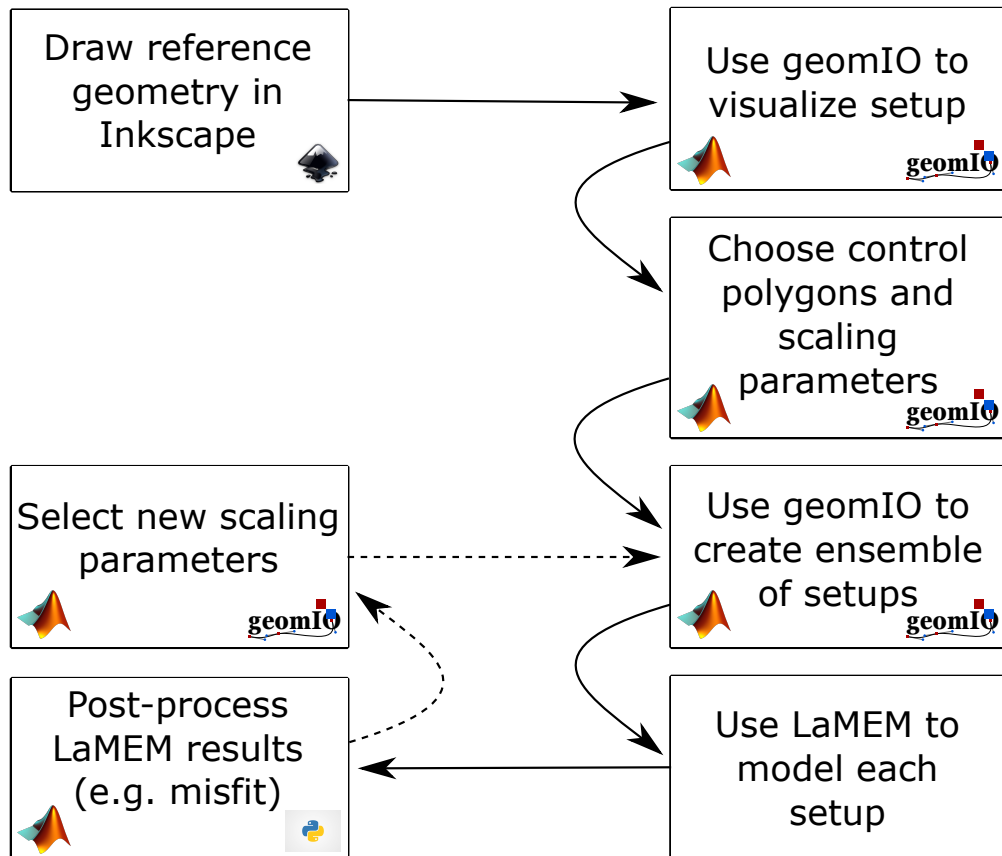 Draw reference
geometry in
Inkscape
Use geomIO to
visualize setup
geomIO
Choose control
polygons and
scaling
parameters
geomIO
Select new scaling
parameters
geomIO
Use geomIO to
create ensemble
of setups
geomIO
Post-process
LaMEM results
(e.g. misfit)
Use LaMEM to
model each
setup